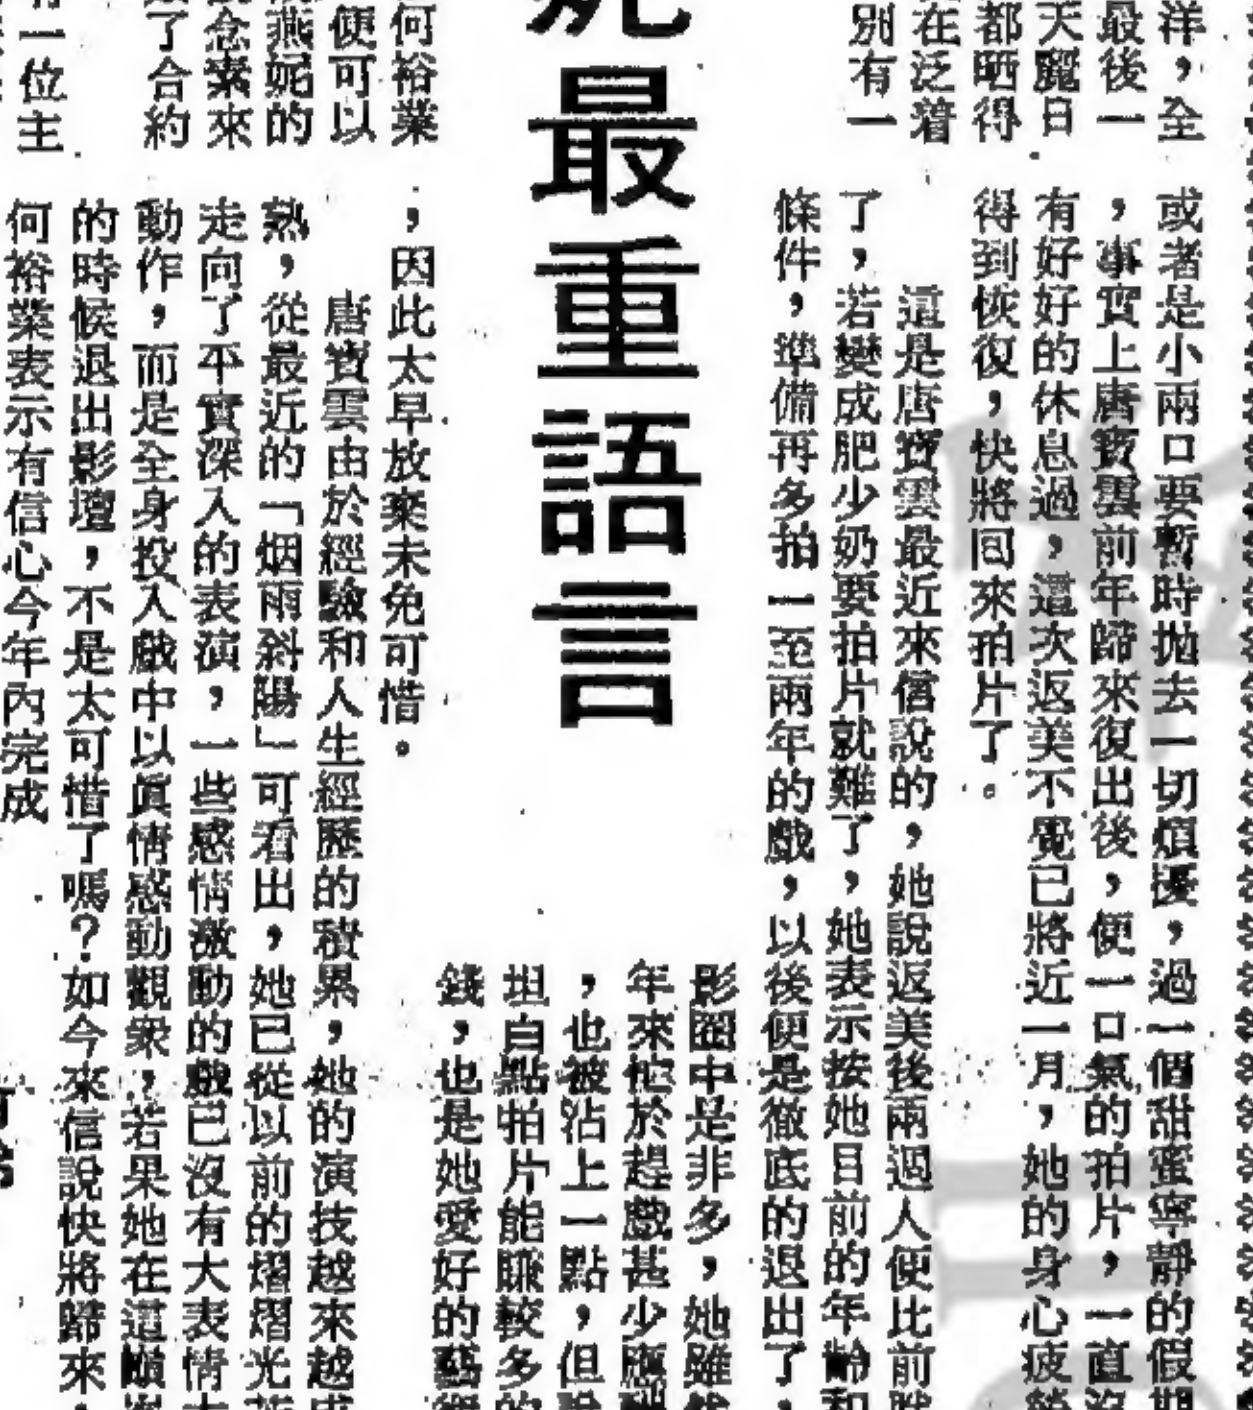 洋，全
最後一
天麗日
都晒得
在泛着
別有一
或者是小兩口要暫時拋去一切煩擾，過一個甜蜜寧靜的假期
，事實上唐寶雲前年歸來復出後，便一口氣的拍片，一直沒
有好好的休息過，這次返美不覺已將近一月，她的身心疲勞
得到恢復，快將回來拍片了。
這是唐寶雲最近來信說的，她說返美後兩週人便比前胖
了，若變成肥少奶要拍片就難了，她表示按她目前的年齡和
條件，準備再多拍一至兩年的戲，以後便是徹底的退出了，
影圈中是非多，她雖然
年來忙於趕戲甚少應酬
，也被沾上一點，但說
坦白點拍片能賺較多的
錢，也是她愛好的藝
最重語言
何裕業
便可以
燕妮的
念素來
了合約
一位主
；因此太早放棄未免可惜。
唐寶雲由於經驗和人生經歷的積累，她的演技越來越成
熟，從最近的「烟雨斜陽」可看出，她已從以前的熠熠光
走向了平實深入的表演，一些感情激動的戲已沒有大表情大
動作，而是全身投入戲中以眞情感動觀衆，若果她在這巔峯
的時候退出影壇，不是太可惜了嗎？如今來信說快將歸來，
何裕業表示有信心今年內完成